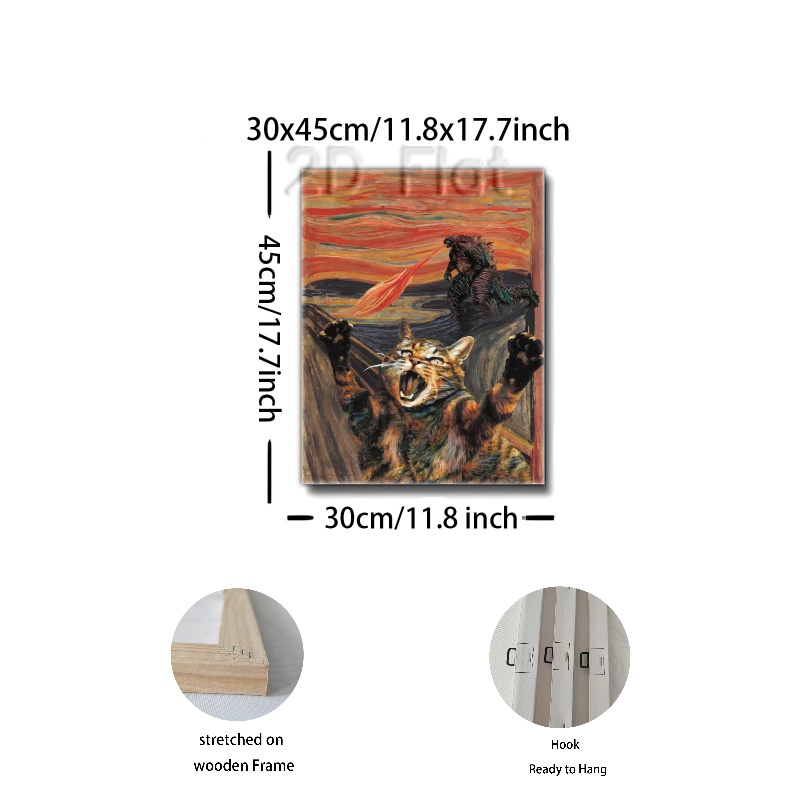 30x45cm/11.8x17.7inch
2D Flat
45cm/17.7inch
30cm/11.8 inch
stretched on
wooden Frame
Hook
Ready to Hang